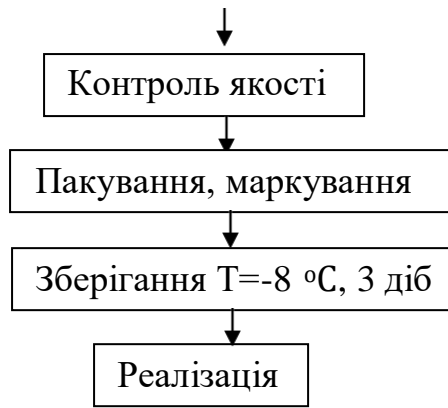 Контроль якості
Пакування, маркування
Зберігання Т=-8 ºС, 3 діб
Реалізація